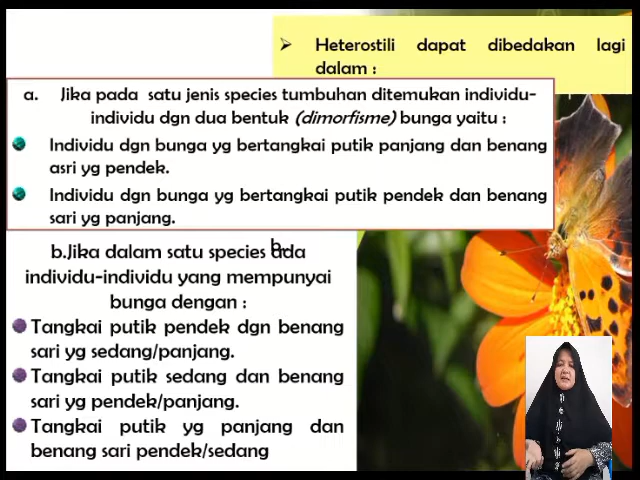 ➢ Heterostili dapat dibedakan lagi
dalam :
a. Jika pada satu jenis species tumbuhan ditemukan individu-
individu dgn dua bentuk (dimorfisme) bunga yaitu :
Individu dgn bunga yg bertangkai putik panjang dan benang
asri yg pendek.
Individu dgn bunga yg bertangkai putik pendek dan benang
sari yg panjang.
b.
b.Jika dalam satu species ada
individu-individu yang mempunyai
bunga dengan :
Tangkai putik pendek dgn benang
sari yg sedang/panjang.
Tangkai putik sedang dan benang
sari yg pendek/panjang.
Tangkai putik yg panjang dan
benang sari pendek/sedang